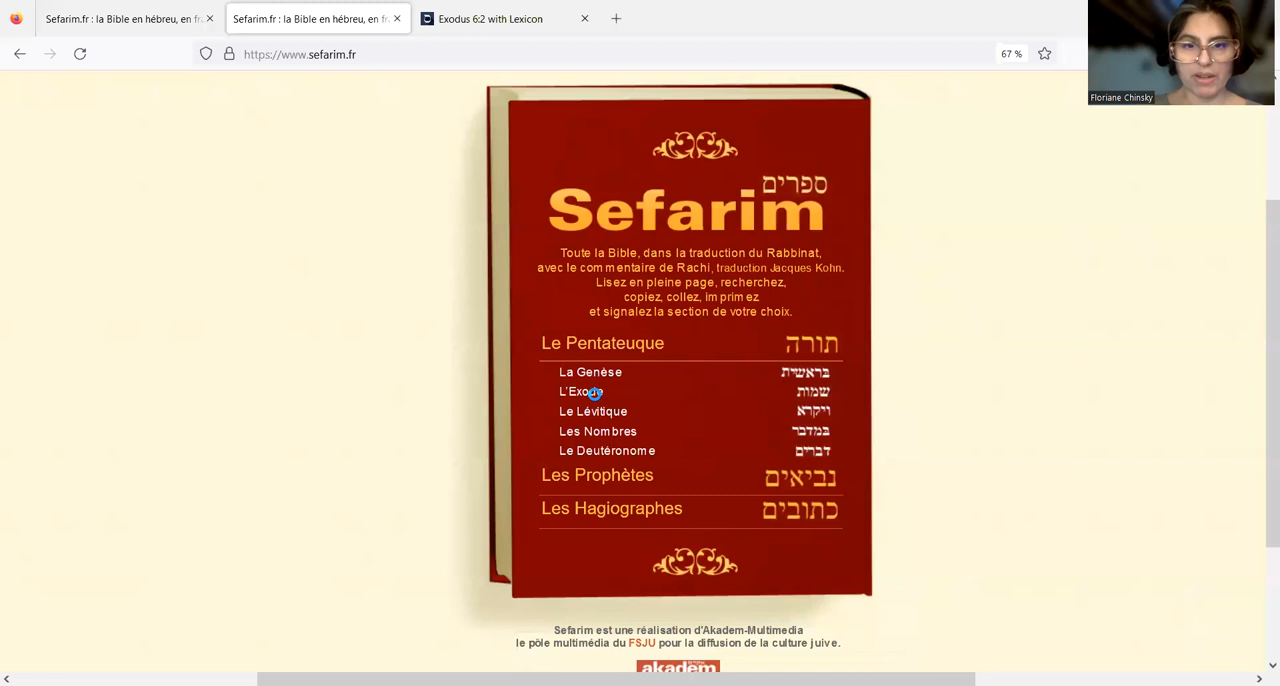 Sefarim.fr : la Bible en hébreu, en fr
Sefarim.fr : la Bible en hébreu, en fr
Exodus 6:2 with Lexicon
https://www.sefarim.fr
67 %
Floriane Chinsky
ספרים
Sefarim
Toute la Bible, dans la traduction du Rabbinat,
avec le commentaire de Rachi, traduction Jacques Kohn.
Lisez en pleine page, recherchez,
copiez, collez, imprimez
et signalez la section de votre choix.
Le Pentateuque תורה
La Genèse בראשית
L'Exode שמות
Le Lévitique ויקרא
Les Nombres במדבר
Le Deutéronome דברים
Les Prophètes נביאים
Les Hagiographes כתובים
Sefarim est une réalisation d'Akadem-Multimedia
le pôle multimédia du FSJU pour la diffusion de la culture juive.
akadem